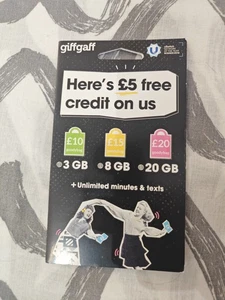 giffgaff
Here's £5 free
credit on us
£10
£15
£20
3 GB
8 GB
20 GB
+ Unlimited minutes & texts